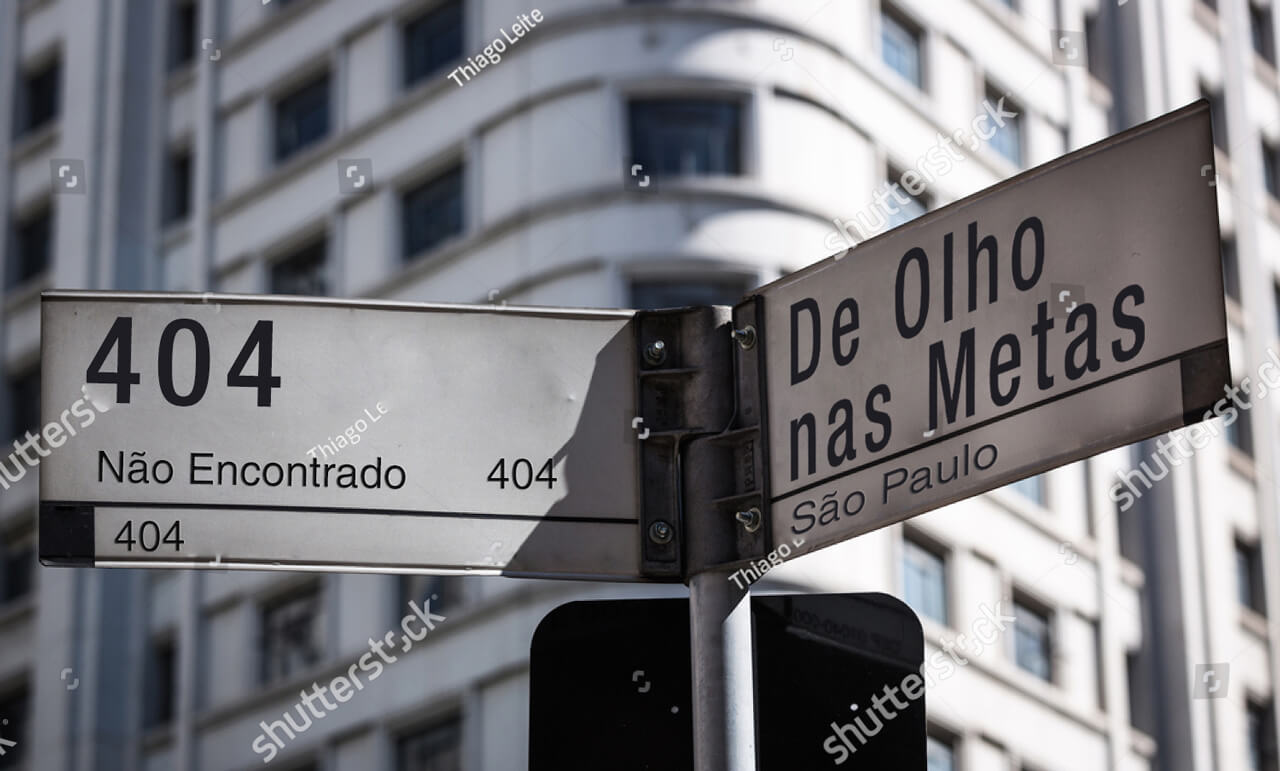 404
Não Encontrado 404
404
De Olho
nas Metas
São Paulo
Thiago Leite
Thiago Le
Thiago L
shutterstock
shutterstock
shutterstock
shutterstock
shutterstock